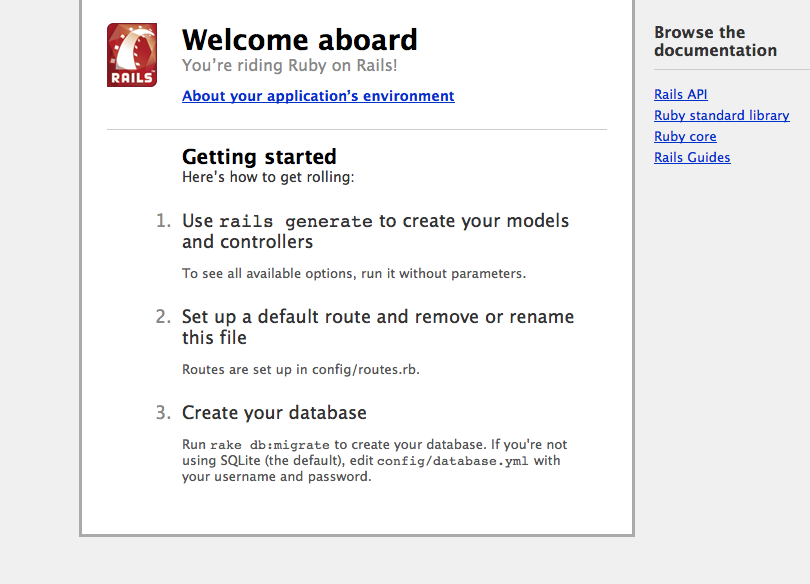 RAILS
Welcome aboard
You're riding Ruby on Rails!
About your application's environment
Getting started
Here's how to get rolling:
1. Use rails generate to create your models
and controllers
To see all available options, run it without parameters.
2. Set up a default route and remove or rename
this file
Routes are set up in config/routes.rb.
3. Create your database
Run rake db:migrate to create your database. If you're not
using SQLite (the default), edit config/database.yml with
your username and password.
Browse the
documentation
Rails API
Ruby standard library
Ruby core
Rails Guides